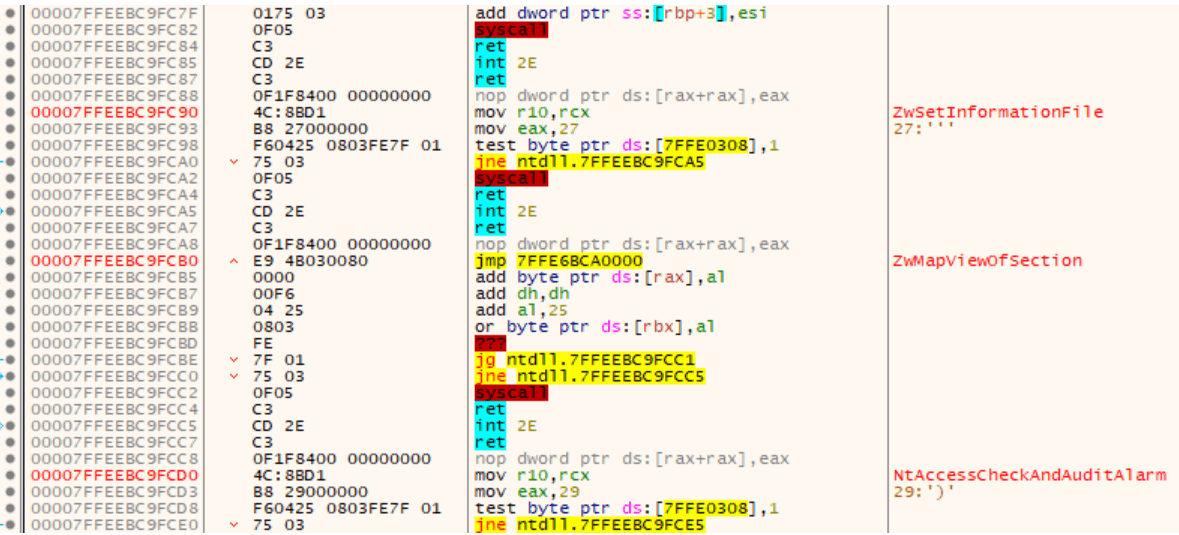 00007FFEEBC9FC7F 0175 03 add dword ptr ss:[rbp+3],esi
00007FFEEBC9FC82 0F05 syscall
00007FFEEBC9FC84 C3 ret
00007FFEEBC9FC85 CD 2E int 2E
00007FFEEBC9FC87 C3 ret
00007FFEEBC9FC88 0F1F8400 00000000 nop dword ptr ds:[rax+rax],eax
00007FFEEBC9FC90 4C:8BD1 mov r10,rcx ZwSetInformationFile
00007FFEEBC9FC93 B8 27000000 mov eax,27 27:'''
00007FFEEBC9FC98 F60425 0803FE7F 01 test byte ptr ds:[7FFE0308],1
00007FFEEBC9FCA0 75 03 jne ntdll.7FFEEBC9FCA5
00007FFEEBC9FCA2 0F05 syscall
00007FFEEBC9FCA4 C3 ret
00007FFEEBC9FCA5 CD 2E int 2E
00007FFEEBC9FCA7 C3 ret
00007FFEEBC9FCA8 0F1F8400 00000000 nop dword ptr ds:[rax+rax],eax
00007FFEEBC9FCB0 E9 4B030080 jmp 7FFE6BCA0000 ZwMapViewOfSection
00007FFEEBC9FCB5 0000 add byte ptr ds:[rax],al
00007FFEEBC9FCB7 00F6 add dh,dh
00007FFEEBC9FCB9 04 25 add al,25
00007FFEEBC9FCBB 0803 or byte ptr ds:[rbx],al
00007FFEEBC9FCBD FE ???
00007FFEEBC9FCBE 7F 01 jg ntdll.7FFEEBC9FCC1
00007FFEEBC9FCC0 75 03 jne ntdll.7FFEEBC9FCC5
00007FFEEBC9FCC2 0F05 syscall
00007FFEEBC9FCC4 C3 ret
00007FFEEBC9FCC5 CD 2E int 2E
00007FFEEBC9FCC7 C3 ret
00007FFEEBC9FCC8 0F1F8400 00000000 nop dword ptr ds:[rax+rax],eax
00007FFEEBC9FCD0 4C:8BD1 mov r10,rcx NtAccessCheckAndAuditAlarm
00007FFEEBC9FCD3 B8 29000000 mov eax,29 29:')'
00007FFEEBC9FCD8 F60425 0803FE7F 01 test byte ptr ds:[7FFE0308],1
00007FFEEBC9FCE0 75 03 jne ntdll.7FFEEBC9FCE5